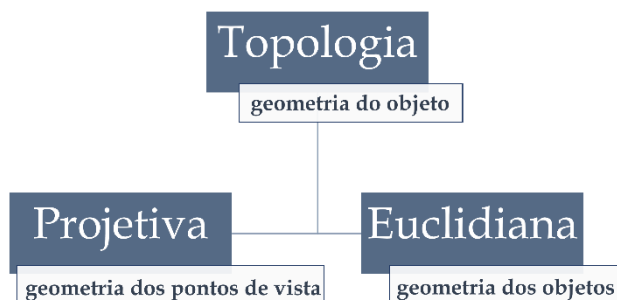 Topologia
geometria do objeto
Projetiva
geometria dos pontos de vista
Euclidiana
geometria dos objetos